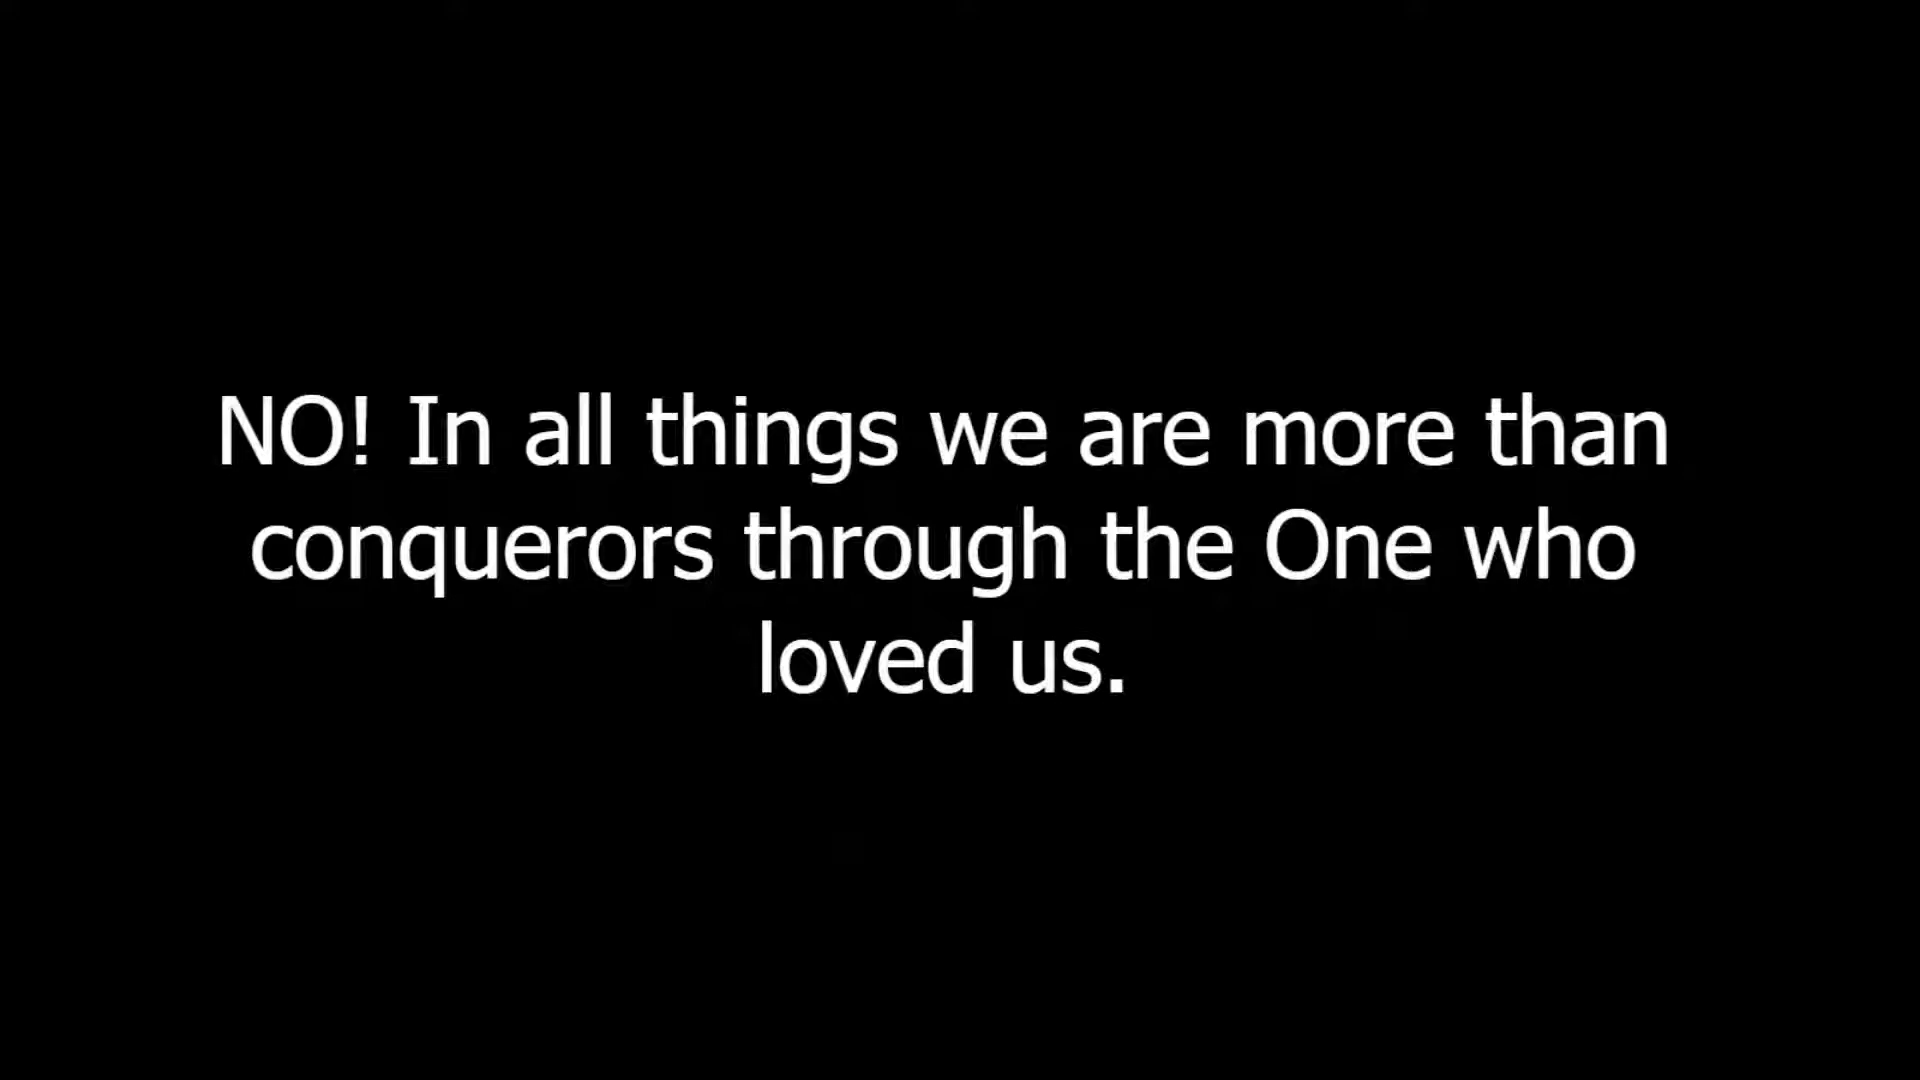 NO! In all things we are more than
conquerors through the One who
loved us.